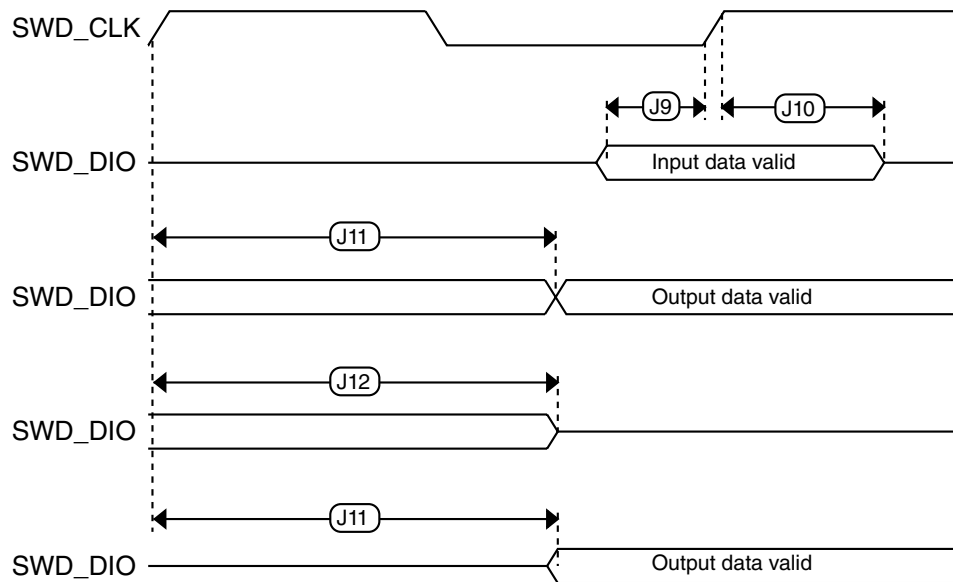 SWD_CLK
J9
J10
SWD_DIO
Input data valid
J11
SWD_DIO
Output data valid
J12
SWD_DIO
J11
SWD_DIO
Output data valid